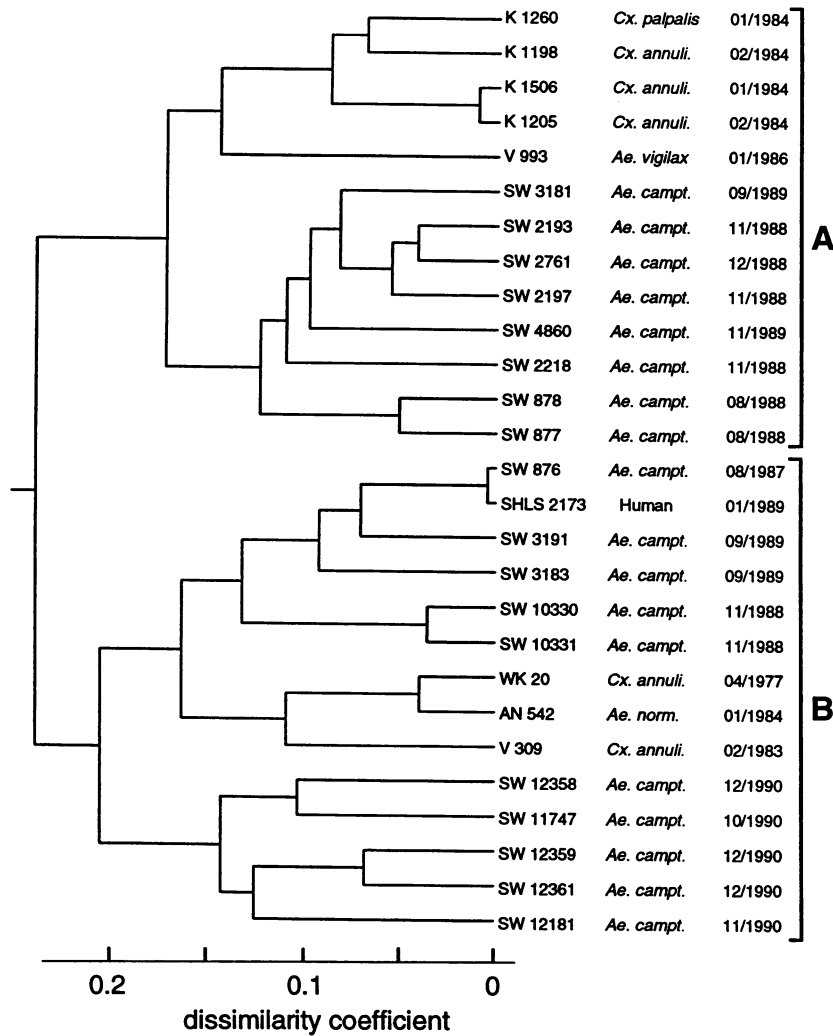 K 1260 Cx. palpalis 01/1984
K 1198 Cx. annuli. 02/1984
K 1506 Cx. annuli. 01/1984
K 1205 Cx. annuli. 02/1984
V 993 Ae. vigilax 01/1986
SW 3181 Ae. campt. 09/1989
SW 2193 Ae. campt. 11/1988
SW 2761 Ae. campt. 12/1988
SW 2197 Ae. campt. 11/1988
SW 4860 Ae. campt. 11/1989
SW 2218 Ae. campt. 11/1988
SW 878 Ae. campt. 08/1988
SW 877 Ae. campt. 08/1988
A
SW 876 Ae. campt. 08/1987
SHLS 2173 Human 01/1989
SW 3191 Ae. campt. 09/1989
SW 3183 Ae. campt. 09/1989
SW 10330 Ae. campt. 11/1988
SW 10331 Ae. campt. 11/1988
WK 20 Cx. annuli. 04/1977
AN 542 Ae. norm. 01/1984
V 309 Cx. annuli. 02/1983
SW 12358 Ae. campt. 12/1990
SW 11747 Ae. campt. 10/1990
SW 12359 Ae. campt. 12/1990
SW 12361 Ae. campt. 12/1990
SW 12181 Ae. campt. 11/1990
B
0.2 0.1 0
dissimilarity coefficient